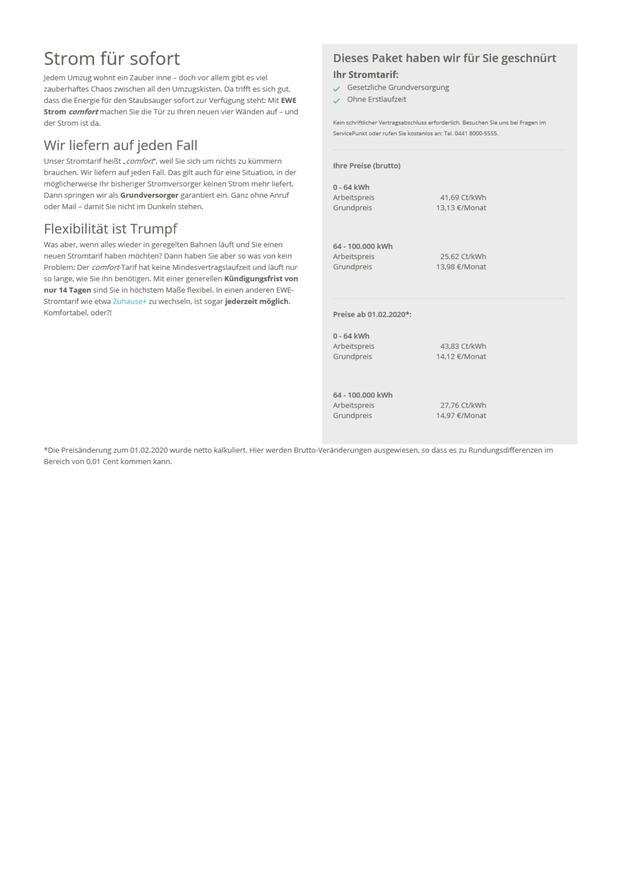 Strom für sofort
Jedem Umzug wohnt ein Zauber inne – doch vor allem gibt es viel
zauberhaftes Chaos zwischen all den Umzugskisten. Da trifft es sich gut,
dass die Energie für den Staubsauger sofort zur Verfügung steht: Mit EWE
Strom comfort machen Sie die Tür zu Ihren neuen vier Wänden auf – und
der Strom ist da.
Wir liefern auf jeden Fall
Unser Stromtarif heißt „comfort“, weil Sie sich um nichts zu kümmern
brauchen. Wir liefern auf jeden Fall. Das gilt auch für eine Situation, in der
möglicherweise Ihr bisheriger Stromversorger keinen Strom mehr liefert.
Dann springen wir als Grundversorger garantiert ein. Ganz ohne Anruf
oder Mail – damit Sie nicht im Dunkeln stehen.
Flexibilität ist Trumpf
Was aber, wenn alles wieder in geregelten Bahnen läuft und Sie einen
neuen Stromtarif haben möchten? Dann haben Sie aber so was von kein
Problem: Der comfort-Tarif hat keine Mindesvertragslaufzeit und läuft nur
so lange, wie Sie ihn benötigen. Mit einer generellen Kündigungsfrist von
nur 14 Tagen sind Sie in höchstem Maße flexibel. In einen anderen EWE-
Stromtarif wie etwa Zuhause+ zu wechseln, ist sogar jederzeit möglich.
Komfortabel, oder?!
Dieses Paket haben wir für Sie geschnürt
Ihr Stromtarif:
Gesetzliche Grundversorgung
Ohne Erstlaufzeit
Kein schriftlicher Vertragsabschluss erforderlich. Besuchen Sie uns bei Fragen im
ServicePunkt oder rufen Sie kostenlos an: Tel. 0441 8000-5555.
Ihre Preise (brutto)
0 - 64 kWh
Arbeitspreis 41,69 Ct/kWh
Grundpreis 13,13 €/Monat
64 - 100.000 kWh
Arbeitspreis 25,62 Ct/kWh
Grundpreis 13,98 €/Monat
Preise ab 01.02.2020*:
0 - 64 kWh
Arbeitspreis 43,83 Ct/kWh
Grundpreis 14,12 €/Monat
64 - 100.000 kWh
Arbeitspreis 27,76 Ct/kWh
Grundpreis 14,97 €/Monat
*Die Preisänderung zum 01.02.2020 wurde netto kalkuliert. Hier werden Brutto-Veränderungen ausgewiesen, so dass es zu Rundungsdifferenzen im
Bereich von 0,01 Cent kommen kann.